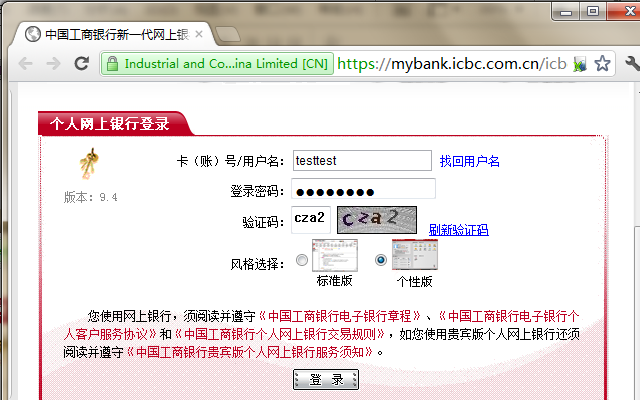 中国工商银行新一代网上银
Industrial and Co...ina Limited [CN] https://mybank.icbc.com.cn/icb
个人网上银行登录
卡（账）号/用户名: testtest 找回用户名
版本: 9.4
登录密码: ●●●●●●●●
验证码: cza2 cza2 刷新验证码
风格选择:
标准版 个性版
您使用网上银行，须阅读并遵守《中国工商银行电子银行章程》、《中国工商银行电子银行个
人客户服务协议》和《中国工商银行个人网上银行交易规则》，如您使用贵宾版个人网上银行还须
阅读并遵守《中国工商银行贵宾版个人网上银行服务须知》。
登 录